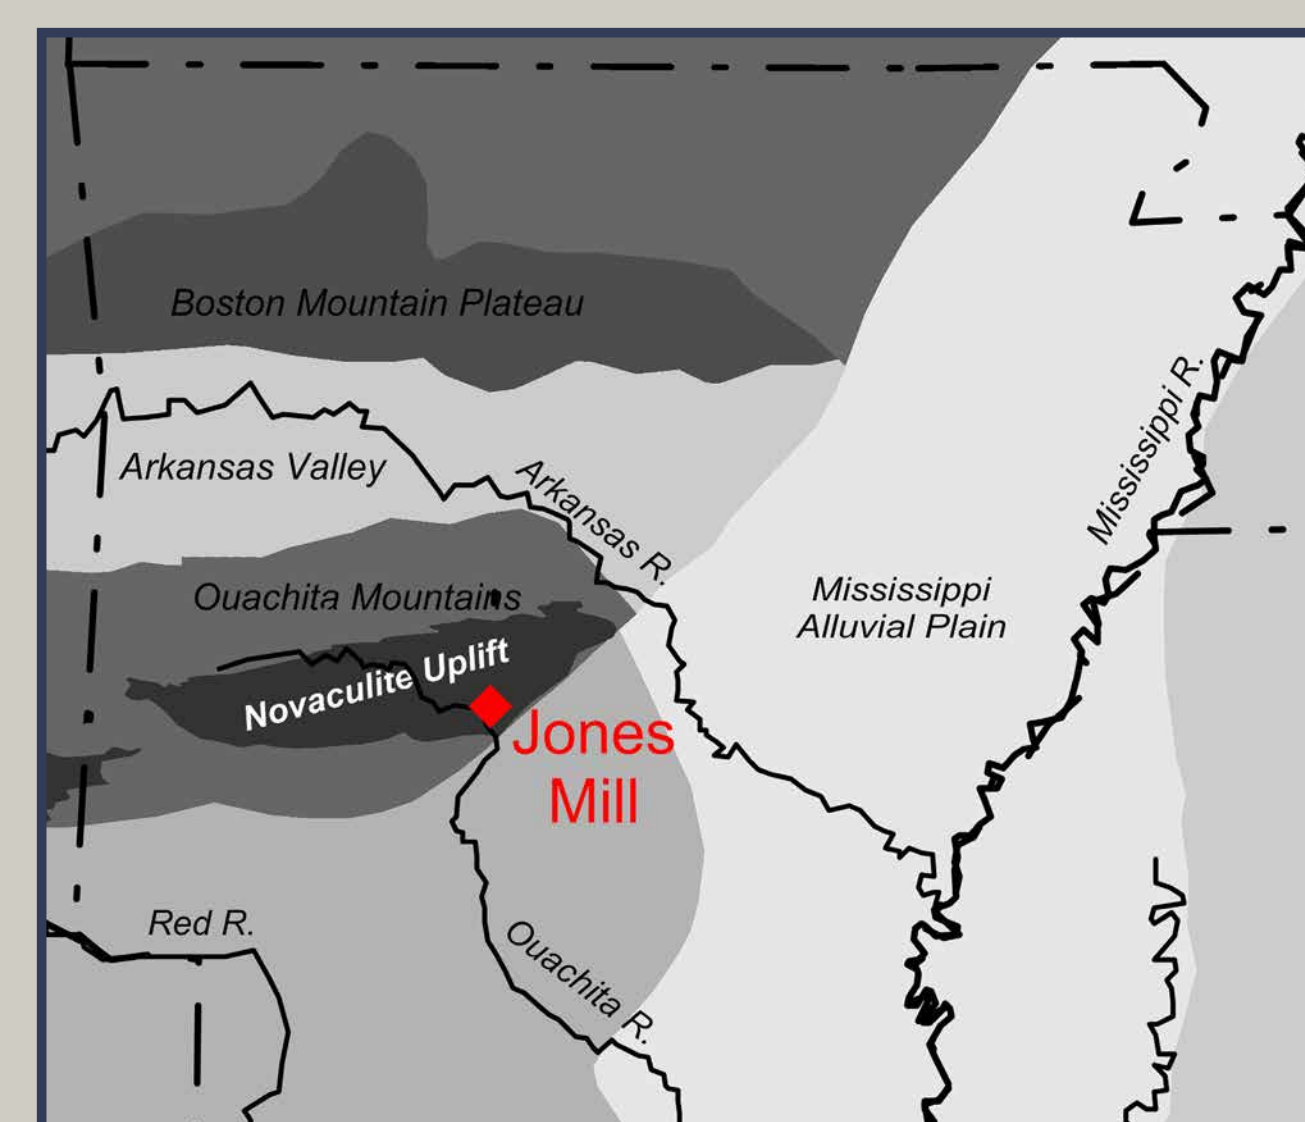 Boston Mountain Plateau
Mississippi R.
Arkansas Valley
Arkansas R.
Ouachita Mountains
Mississippi
Alluvial Plain
Novaculite Uplift
Jones
Mill
Red R.
Ouachita R.